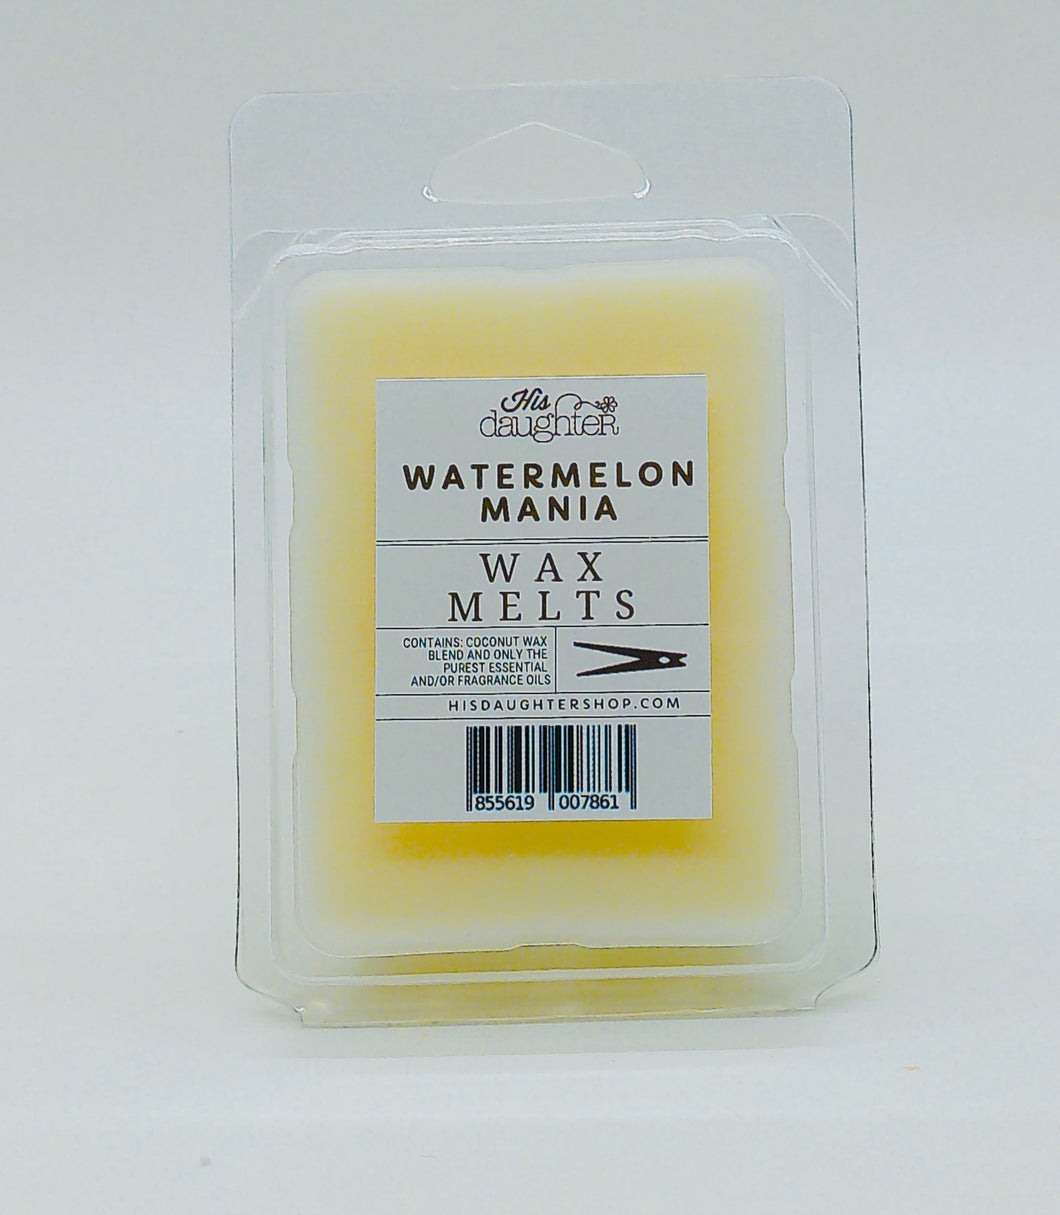 His
daughter
WATERMELON
MANIA
WAX
MELTS
CONTAINS: COCONUT WAX
BLEND AND ONLY THE
PUREST ESSENTIAL
AND/OR FRAGRANCE OILS
HISDAUGHTERSHOP.COM
855619 007861